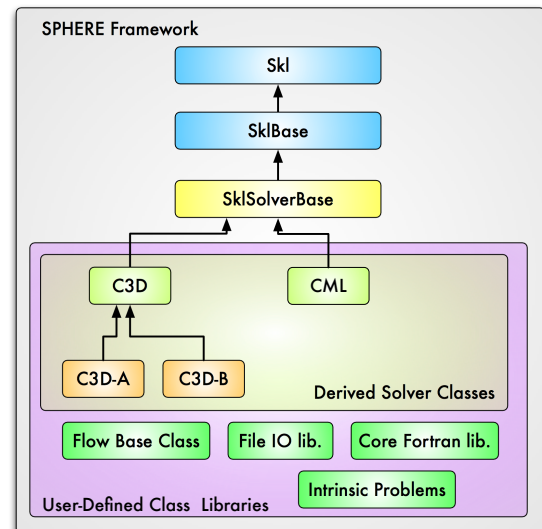 SPHERE Framework
Skl
SklBase
SklSolverBase
C3D
CML
C3D-A
C3D-B
Derived Solver Classes
Flow Base Class
File IO lib.
Core Fortran lib.
Intrinsic Problems
User-Defined Class Libraries